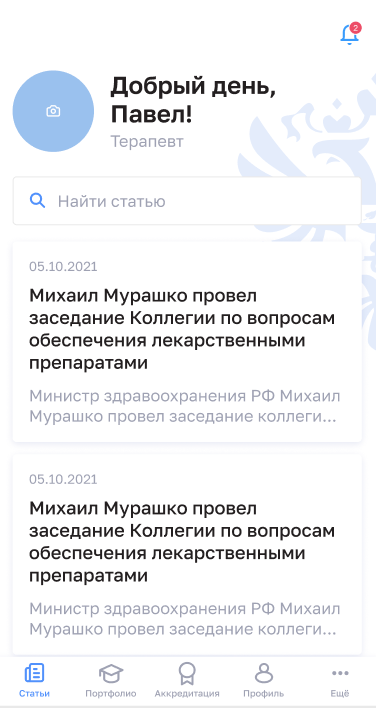 2
Добрый день,
Павел!
Терапевт
Найти статью
05.10.2021
Михаил Мурашко провел
заседание Коллегии по вопросам
обеспечения лекарственными
препаратами
Министр здравоохранения РФ Михаил
Мурашко провел заседание коллеги...
05.10.2021
Михаил Мурашко провел
заседание Коллегии по вопросам
обеспечения лекарственными
препаратами
Министр здравоохранения РФ Михаил
Мурашко провел заседание коллеги...
Статьи Портфолио Аккредитация Профиль Ещё